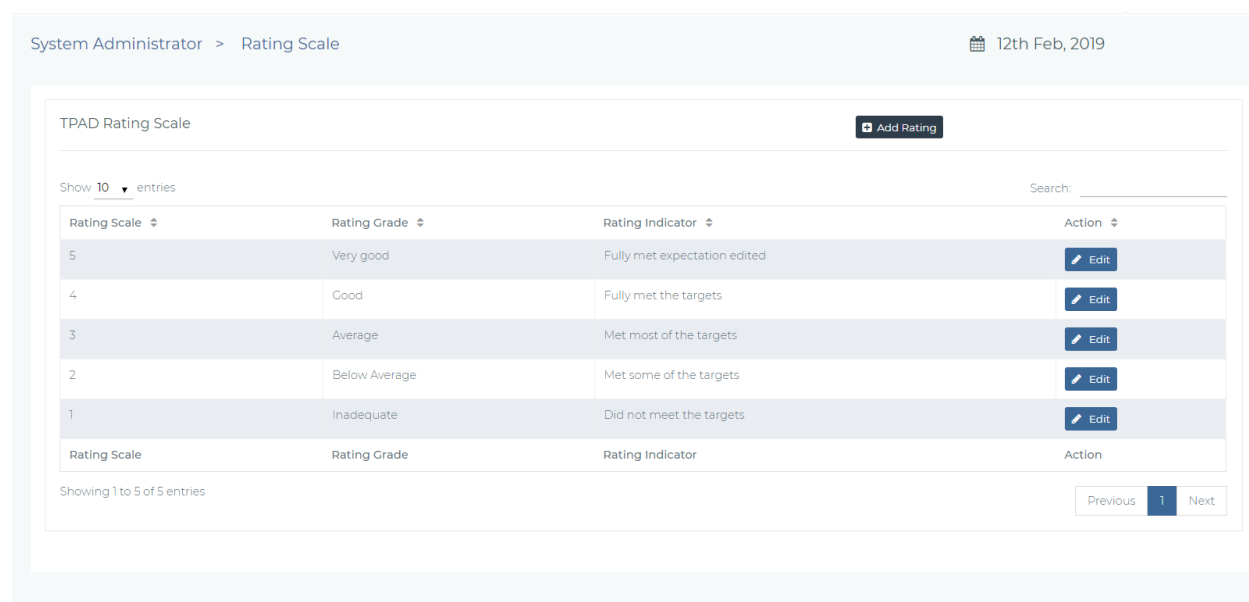 System Administrator > Rating Scale 12th Feb, 2019
TPAD Rating Scale Add Rating
Show 10 entries Search:
Rating Scale Rating Grade Rating Indicator Action
5 Very good Fully met expectation edited Edit
4 Good Fully met the targets Edit
3 Average Met most of the targets Edit
2 Below Average Met some of the targets Edit
1 Inadequate Did not meet the targets Edit
Rating Scale Rating Grade Rating Indicator Action
Showing 1 to 5 of 5 entries
Previous 1 Next